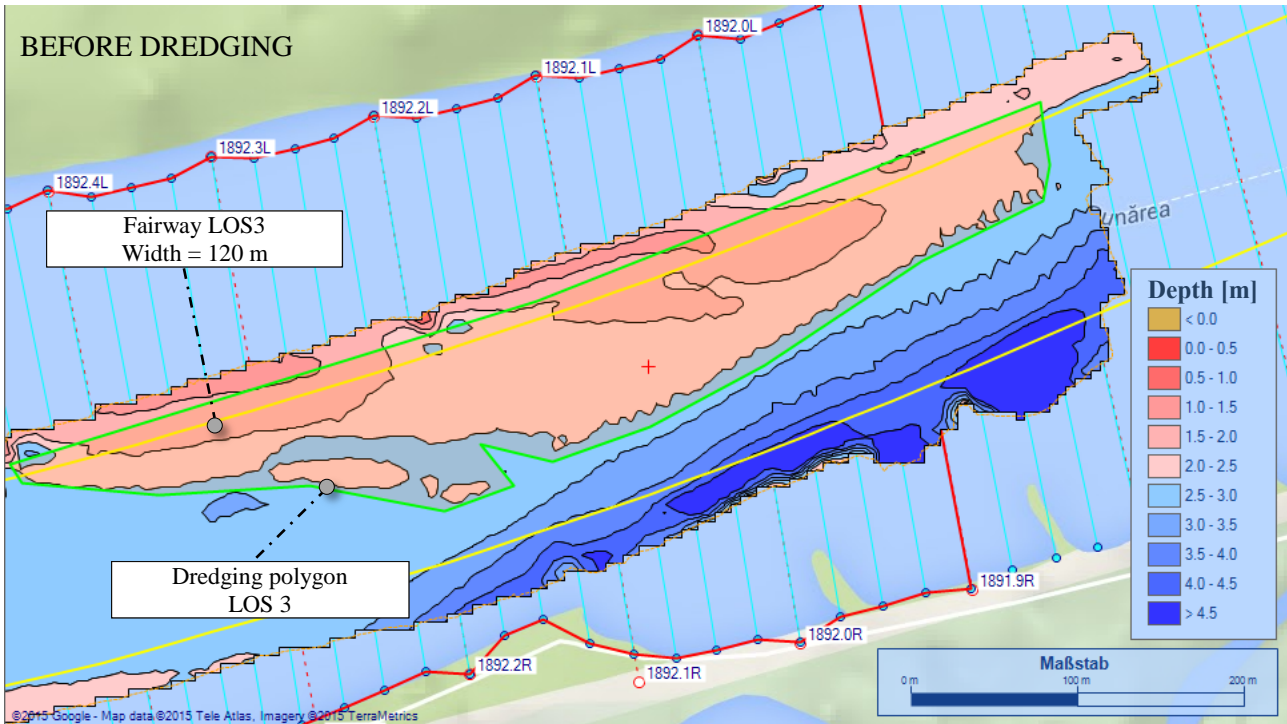 BEFORE DREDGING
1892.0L
1892.1L
1892.2L
1892.3L
1892.4L
Fairway LOS3
Width = 120 m
nărea
Depth [m]
< 0.0
0.0 - 0.5
0.5 - 1.0
1.0 - 1.5
1.5 - 2.0
2.0 - 2.5
2.5 - 3.0
3.0 - 3.5
3.5 - 4.0
4.0 - 4.5
> 4.5
Dredging polygon
LOS 3
1891.9R
1892.0R
1892.1R
1892.2R
Maßstab
0 m 100 m 200 m
©2015 Google - Map data ©2015 Tele Atlas, Imagery ©2015 TerraMetrics